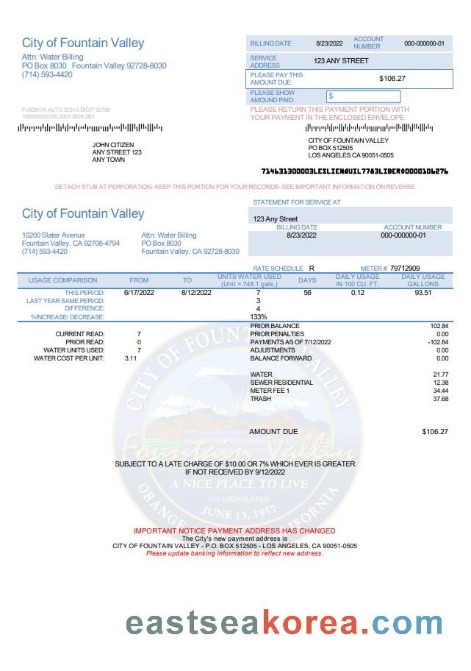 City of Fountain Valley
Attn: Water Billing
PO Box 8030 Fountain Valley 92728-8030
(714) 593-4420
BILLING DATE 8/23/2022 ACCOUNT NUMBER 000-000000-01
SERVICE ADDRESS 123 ANY STREET
PLEASE PAY THIS AMOUNT DUE: $106.27
PLEASE SHOW AMOUNT PAID: $
PLEASE RETURN THIS PAYMENT PORTION WITH
YOUR PAYMENT IN THE ENCLOSED ENVELOPE
JOHN CITIZEN
ANY STREET 123
ANY TOWN
CITY OF FOUNTAIN VALLEY
PO BOX 512505
LOS ANGELES CA 90051-0505
DETACH STUB AT PERFORATION- KEEP THIS PORTION FOR YOUR RECORDS- SEE IMPORTANT INFORMATION ON REVERSE
City of Fountain Valley
10200 Slater Avenue
Fountain Valley, CA 92708-4794
(714) 593-4420
Attn: Water Billing
PO Box 8030
Fountain Valley, CA 92728-8030
STATEMENT FOR SERVICE AT
123 Any Street
BILLING DATE ACCOUNT NUMBER
8/23/2022 000-000000-01
RATE SCHEDULE R METER # 79712909
USAGE COMPARISON FROM TO UNITS WATER USED (Unit = 748.1 gals.) DAYS DAILY USAGE IN 100 CU. FT. DAILY USAGE GALLONS
THIS PERIOD: 6/17/2022 8/12/2022 7 56 0.12 93.51
LAST YEAR SAME PERIOD: 3
DIFFERENCE: 4
%INCREASE/ DECREASE: 133%
CURRENT READ: 7
PRIOR READ: 0
WATER UNITS USED: 7
WATER COST PER UNIT: 3.11
PRIOR BALANCE 102.84
PRIOR PENALTIES 0.00
PAYMENTS AS OF 7/12/2022 -102.84
ADJUSTMENTS 0.00
BALANCE FORWARD 0.00
WATER 21.77
SEWER RESIDENTIAL 12.38
METER FEE 1 34.44
TRASH 37.68
AMOUNT DUE $106.27
CITY OF FOUNTAIN VALLEY
Fountain Valley
A NICE PLACE TO LIVE
INCORPORATED
JUNE 13, 1957
ORANGE COUNTY CALIFORNIA
SUBJECT TO A LATE CHARGE OF $10.00 OR 7% WHICH EVER IS GREATER
IF NOT RECEIVED BY 9/12/2022
IMPORTANT NOTICE PAYMENT ADDRESS HAS CHANGED
The City's new payment address is
CITY OF FOUNTAIN VALLEY - P.O. BOX 512505 - LOS ANGELES, CA 90051-0505
Please update banking information to reflect new address.
eastseakorea.com